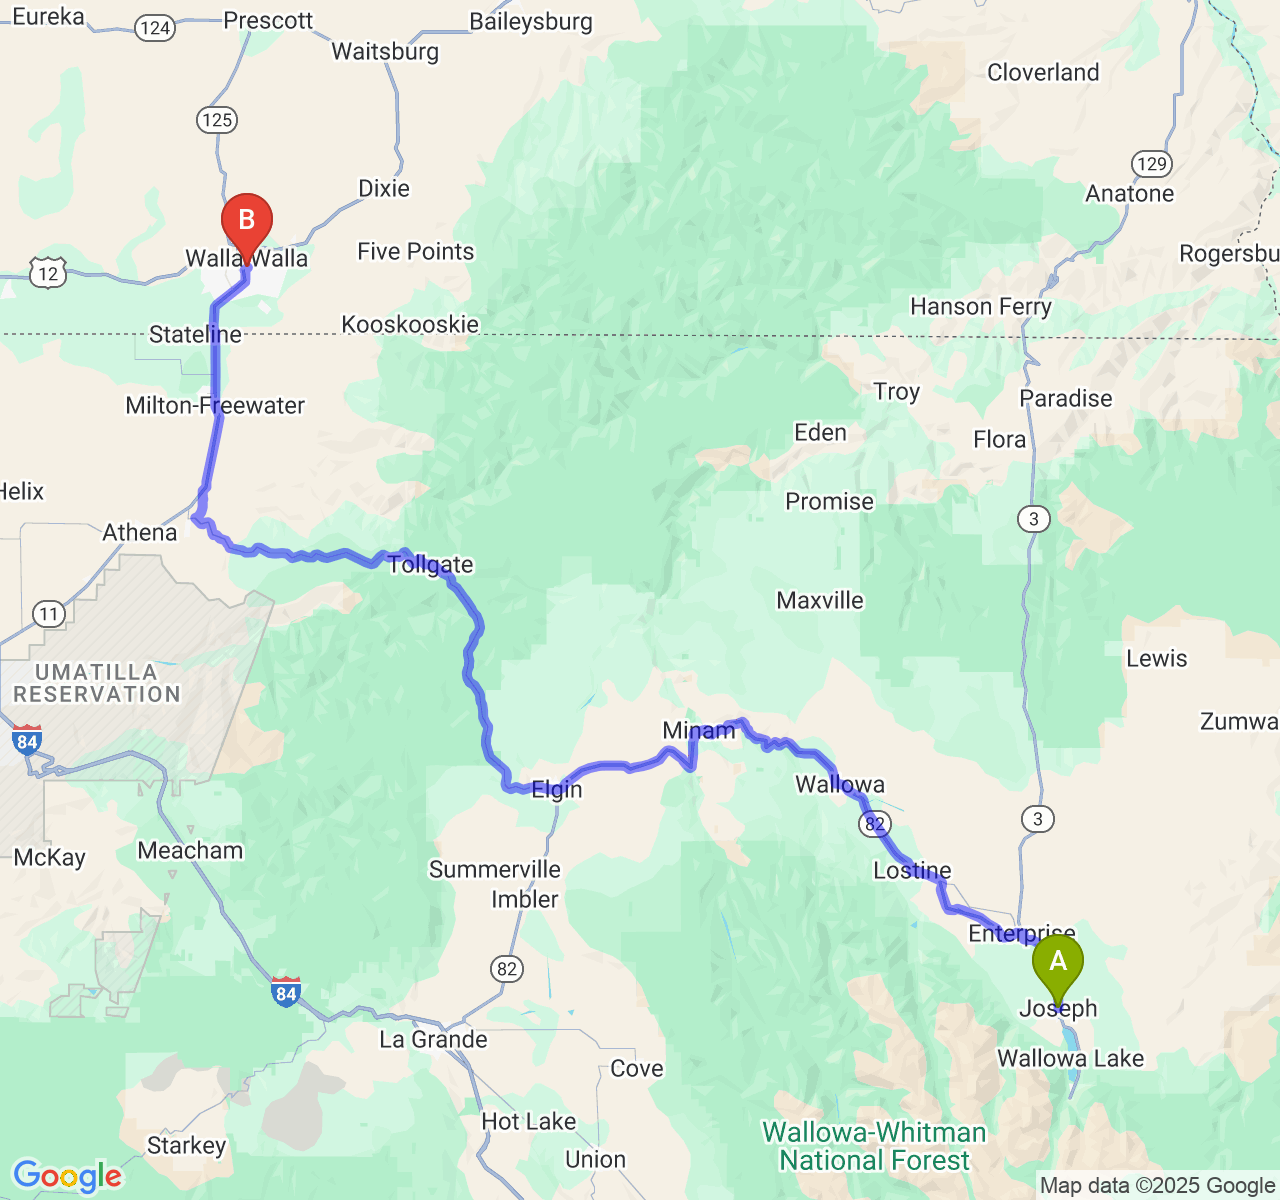 Eureka
124
Prescott
Baileysburg
Waitsburg
Cloverland
125
129
Dixie
Anatone
B
Walla Walla
Five Points
Rogersbu
12
Hanson Ferry
Kooskooskie
Stateline
Troy
Paradise
Milton-Freewater
Eden
Flora
Helix
Promise
3
Athena
Tollgate
Maxville
11
Lewis
UMATILLA
RESERVATION
Zumwa
Minam
84
Wallowa
Elgin
82
3
McKay
Meacham
Summerville
Lostine
Imbler
Enterprise
A
82
84
Joseph
La Grande
Wallowa Lake
Cove
Hot Lake
Wallowa-Whitman
National Forest
Starkey
Union
Google
Map data ©2025 Google